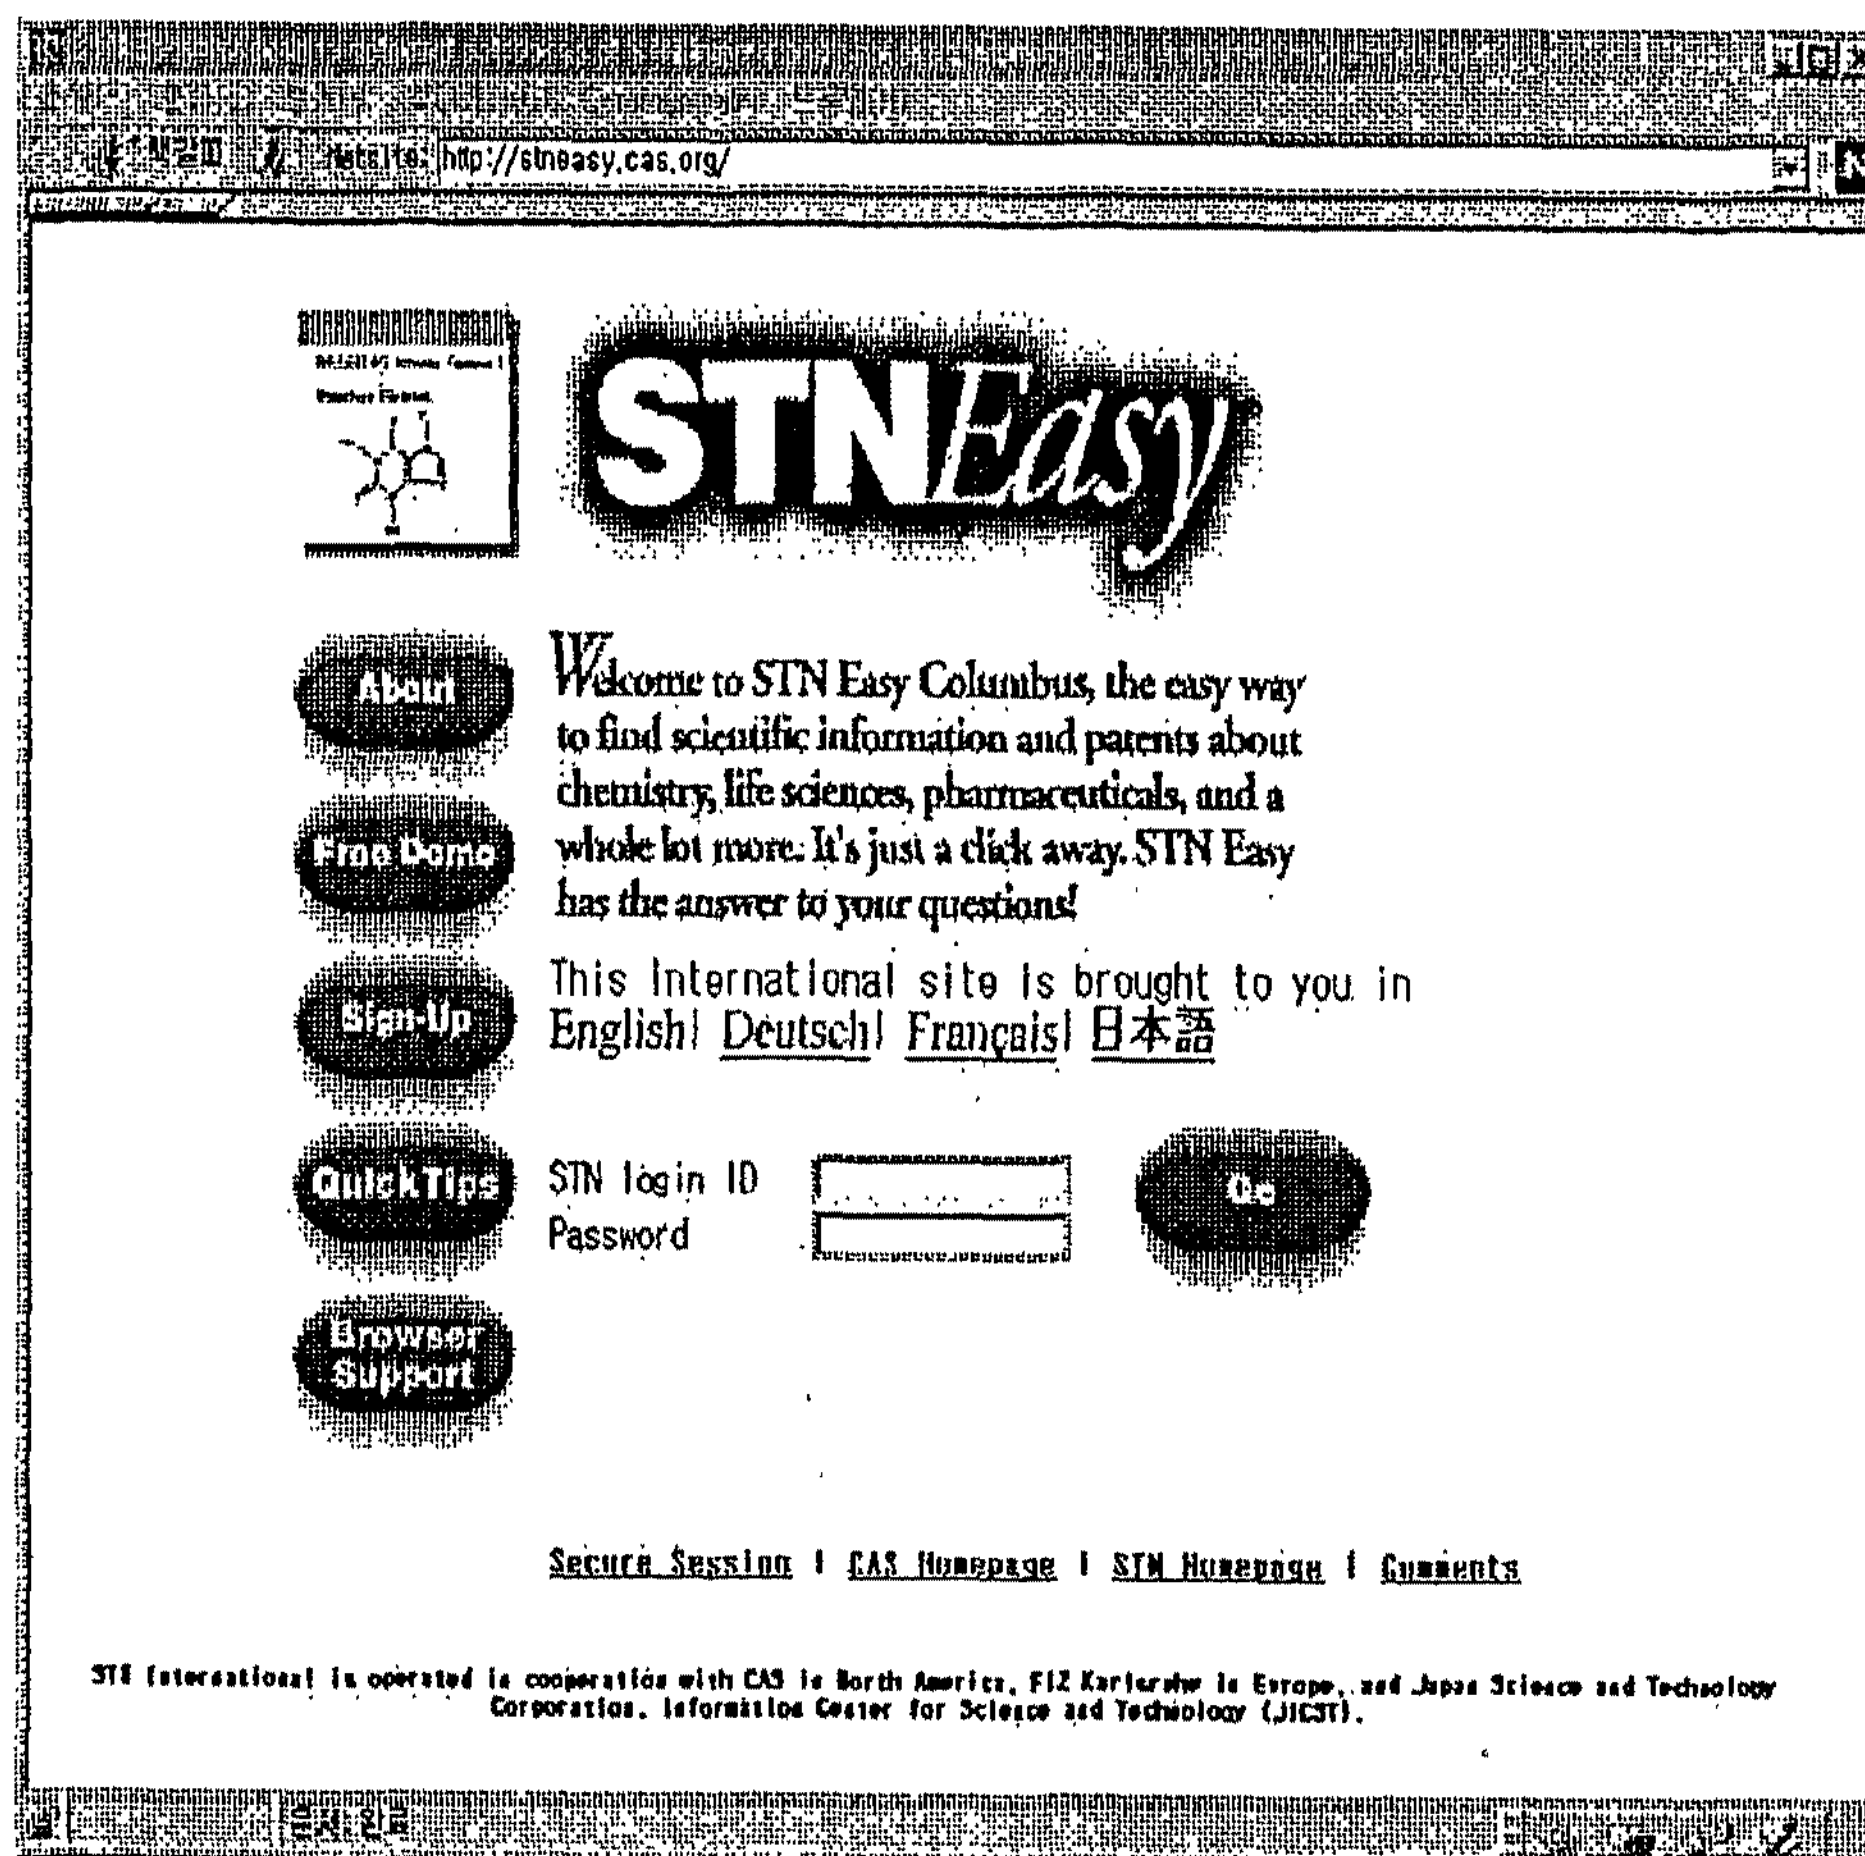 Netsite: http://stneasy.cas.org/
STN Easy
About
Welcome to STN Easy Columbus, the easy way
to find scientific information and patents about
chemistry, life sciences, pharmaceuticals, and a
whole lot more. It's just a click away. STN Easy
has the answer to your questions!
Free Demo
This international site is brought to you in
English| Deutsch| Français| 日本語
Sign-Up
Quick Tips
STN login ID
Password
Go
Browser
Support
Secure Session | CAS Homepage | STN Homepage | Comments
STN International is operated in cooperation with CAS in North America, FIZ Karlsruhe in Europe, and Japan Science and Technology
Corporation, Information Center for Science and Technology (JICST).